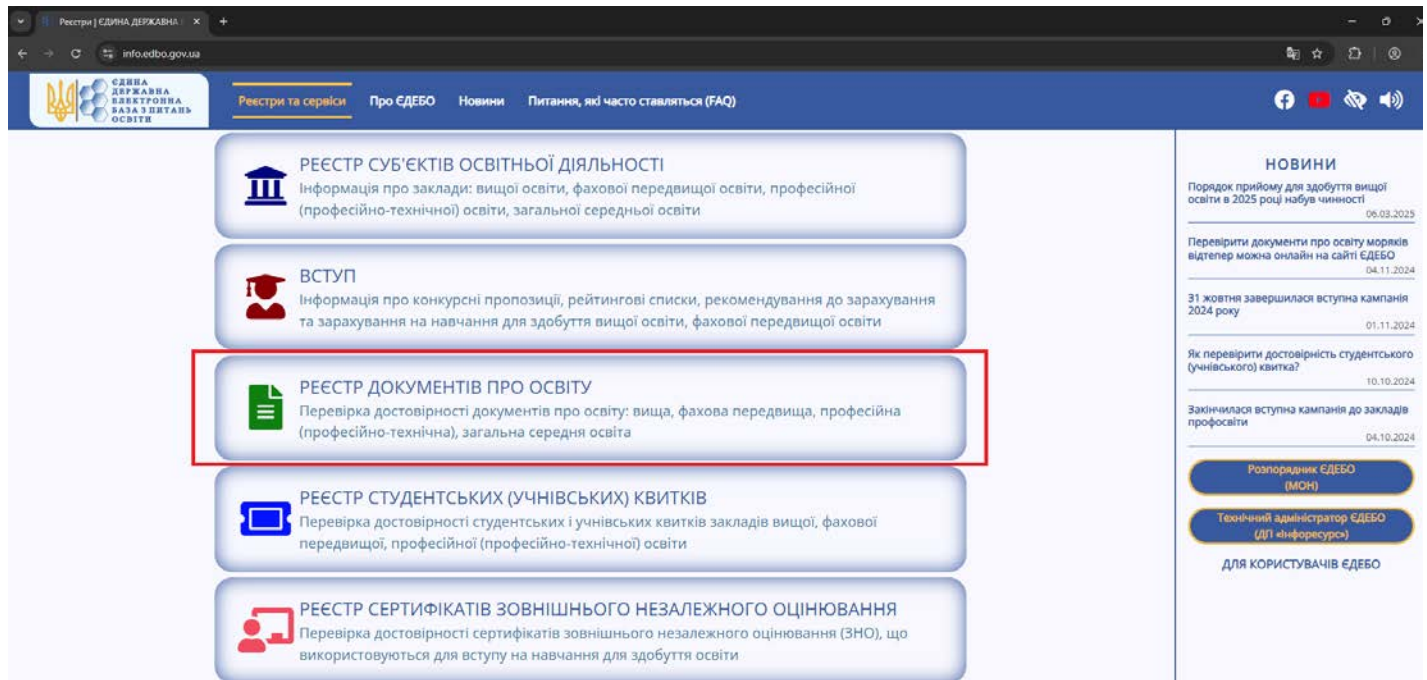 Реєстри | ЄДИНА ДЕРЖАВНА
info.edbo.gov.ua
ЄДИНА
ДЕРЖАВНА
ЕЛЕКТРОННА
БАЗА З ПИТАНЬ
ОСВІТИ
Реєстри та сервіси
Про ЄДЕБО
Новини
Питання, які часто ставляться (FAQ)
РЕЄСТР СУБ'ЄКТІВ ОСВІТНЬОЇ ДІЯЛЬНОСТІ
Інформація про заклади: вищої освіти, фахової передвищої освіти, професійної
(професійно-технічної) освіти, загальної середньої освіти
ВСТУП
Інформація про конкурсні пропозиції, рейтингові списки, рекомендування до зарахування
та зарахування на навчання для здобуття вищої освіти, фахової передвищої освіти
РЕЄСТР ДОКУМЕНТІВ ПРО ОСВІТУ
Перевірка достовірності документів про освіту: вища, фахова передвища, професійна
(професійно-технічна), загальна середня освіта
РЕЄСТР СТУДЕНТСЬКИХ (УЧНІВСЬКИХ) КВИТКІВ
Перевірка достовірності студентських і учнівських квитків закладів вищої, фахової
передвищої, професійної (професійно-технічної) освіти
РЕЄСТР СЕРТИФІКАТІВ ЗОВНІШНЬОГО НЕЗАЛЕЖНОГО ОЦІНЮВАННЯ
Перевірка достовірності сертифікатів зовнішнього незалежного оцінювання (ЗНО), що
використовуються для вступу на навчання для здобуття освіти
НОВИНИ
Порядок прийому для здобуття вищої
освіти в 2025 році набув чинності
06.03.2025
Перевірити документи про освіту моряків
відтепер можна онлайн на сайті ЄДЕБО
04.11.2024
31 жовтня завершилася вступна кампанія
2024 року
01.11.2024
Як перевірити достовірність студентського
(учнівського) квитка?
10.10.2024
Закінчилася вступна кампанія до закладів
профосвіти
04.10.2024
Розпорядник ЄДЕБО
(МОН)
Технічний адміністратор ЄДЕБО
(ДП «Інфоресурс»)
ДЛЯ КОРИСТУВАЧІВ ЄДЕБО